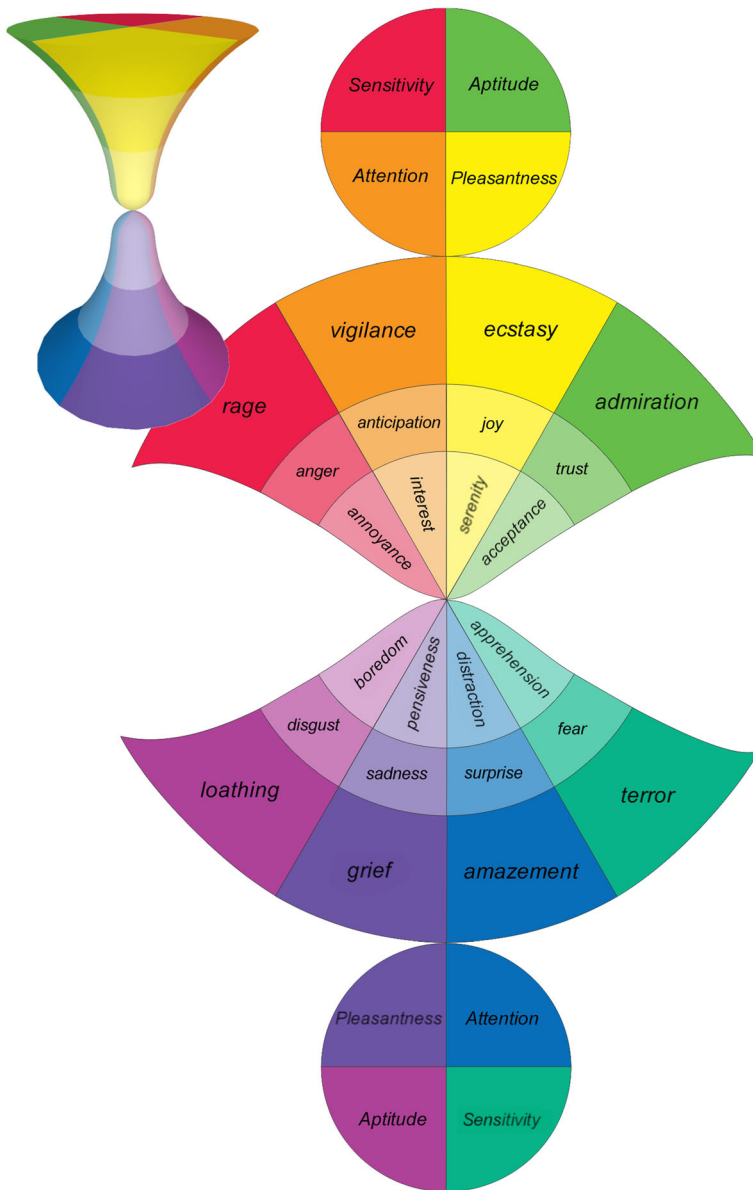 Sensitivity
Aptitude
Attention
Pleasantness
vigilance
ecstasy
rage
admiration
anticipation
joy
anger
trust
annoyance
interest
serenity
acceptance
boredom
pensiveness
distraction
apprehension
disgust
fear
sadness
surprise
loathing
terror
grief
amazement
Pleasantness
Attention
Aptitude
Sensitivity